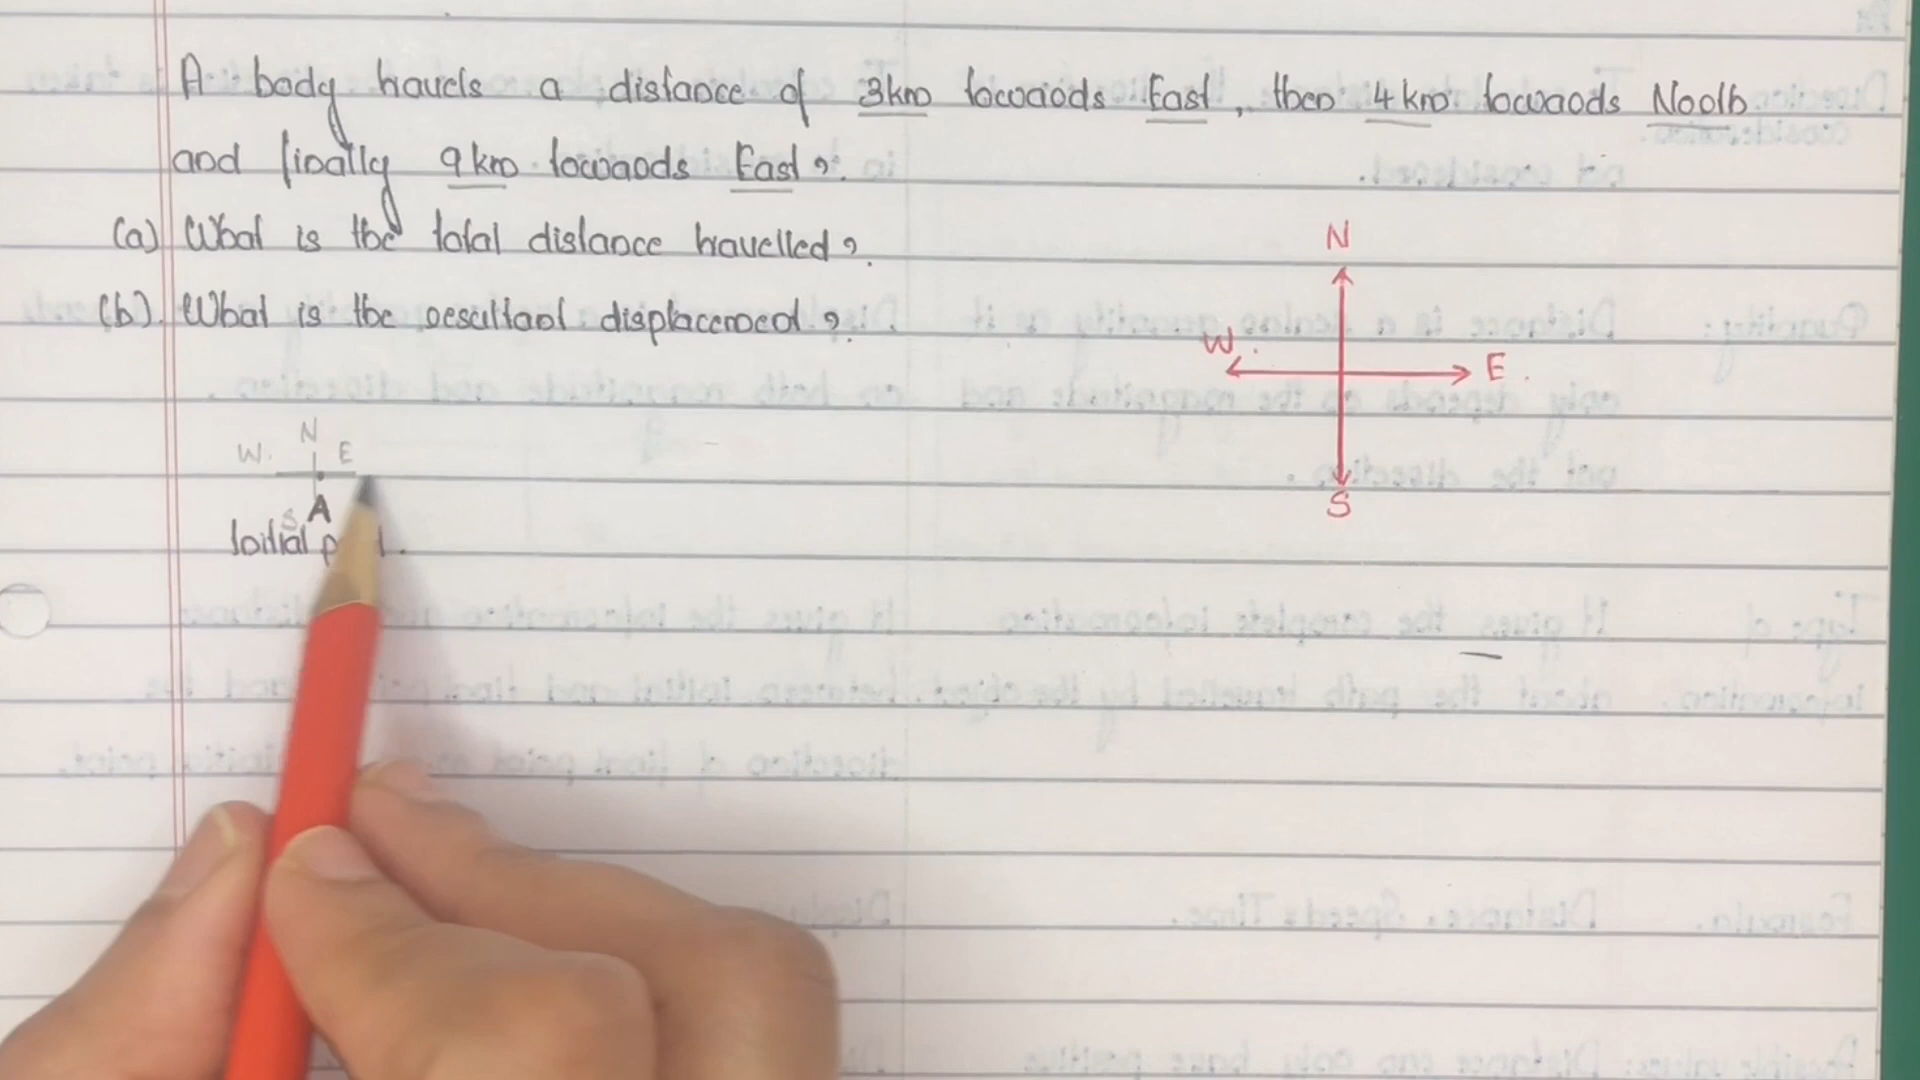 A body travels a distance of 3km towards East, then 4km towards North
and finally 9km towards East?.
(a) What is the total distance travelled?.
(b). What is the resultant displacement?.
N
W.
E.
S
N
W. E
S A
Initial